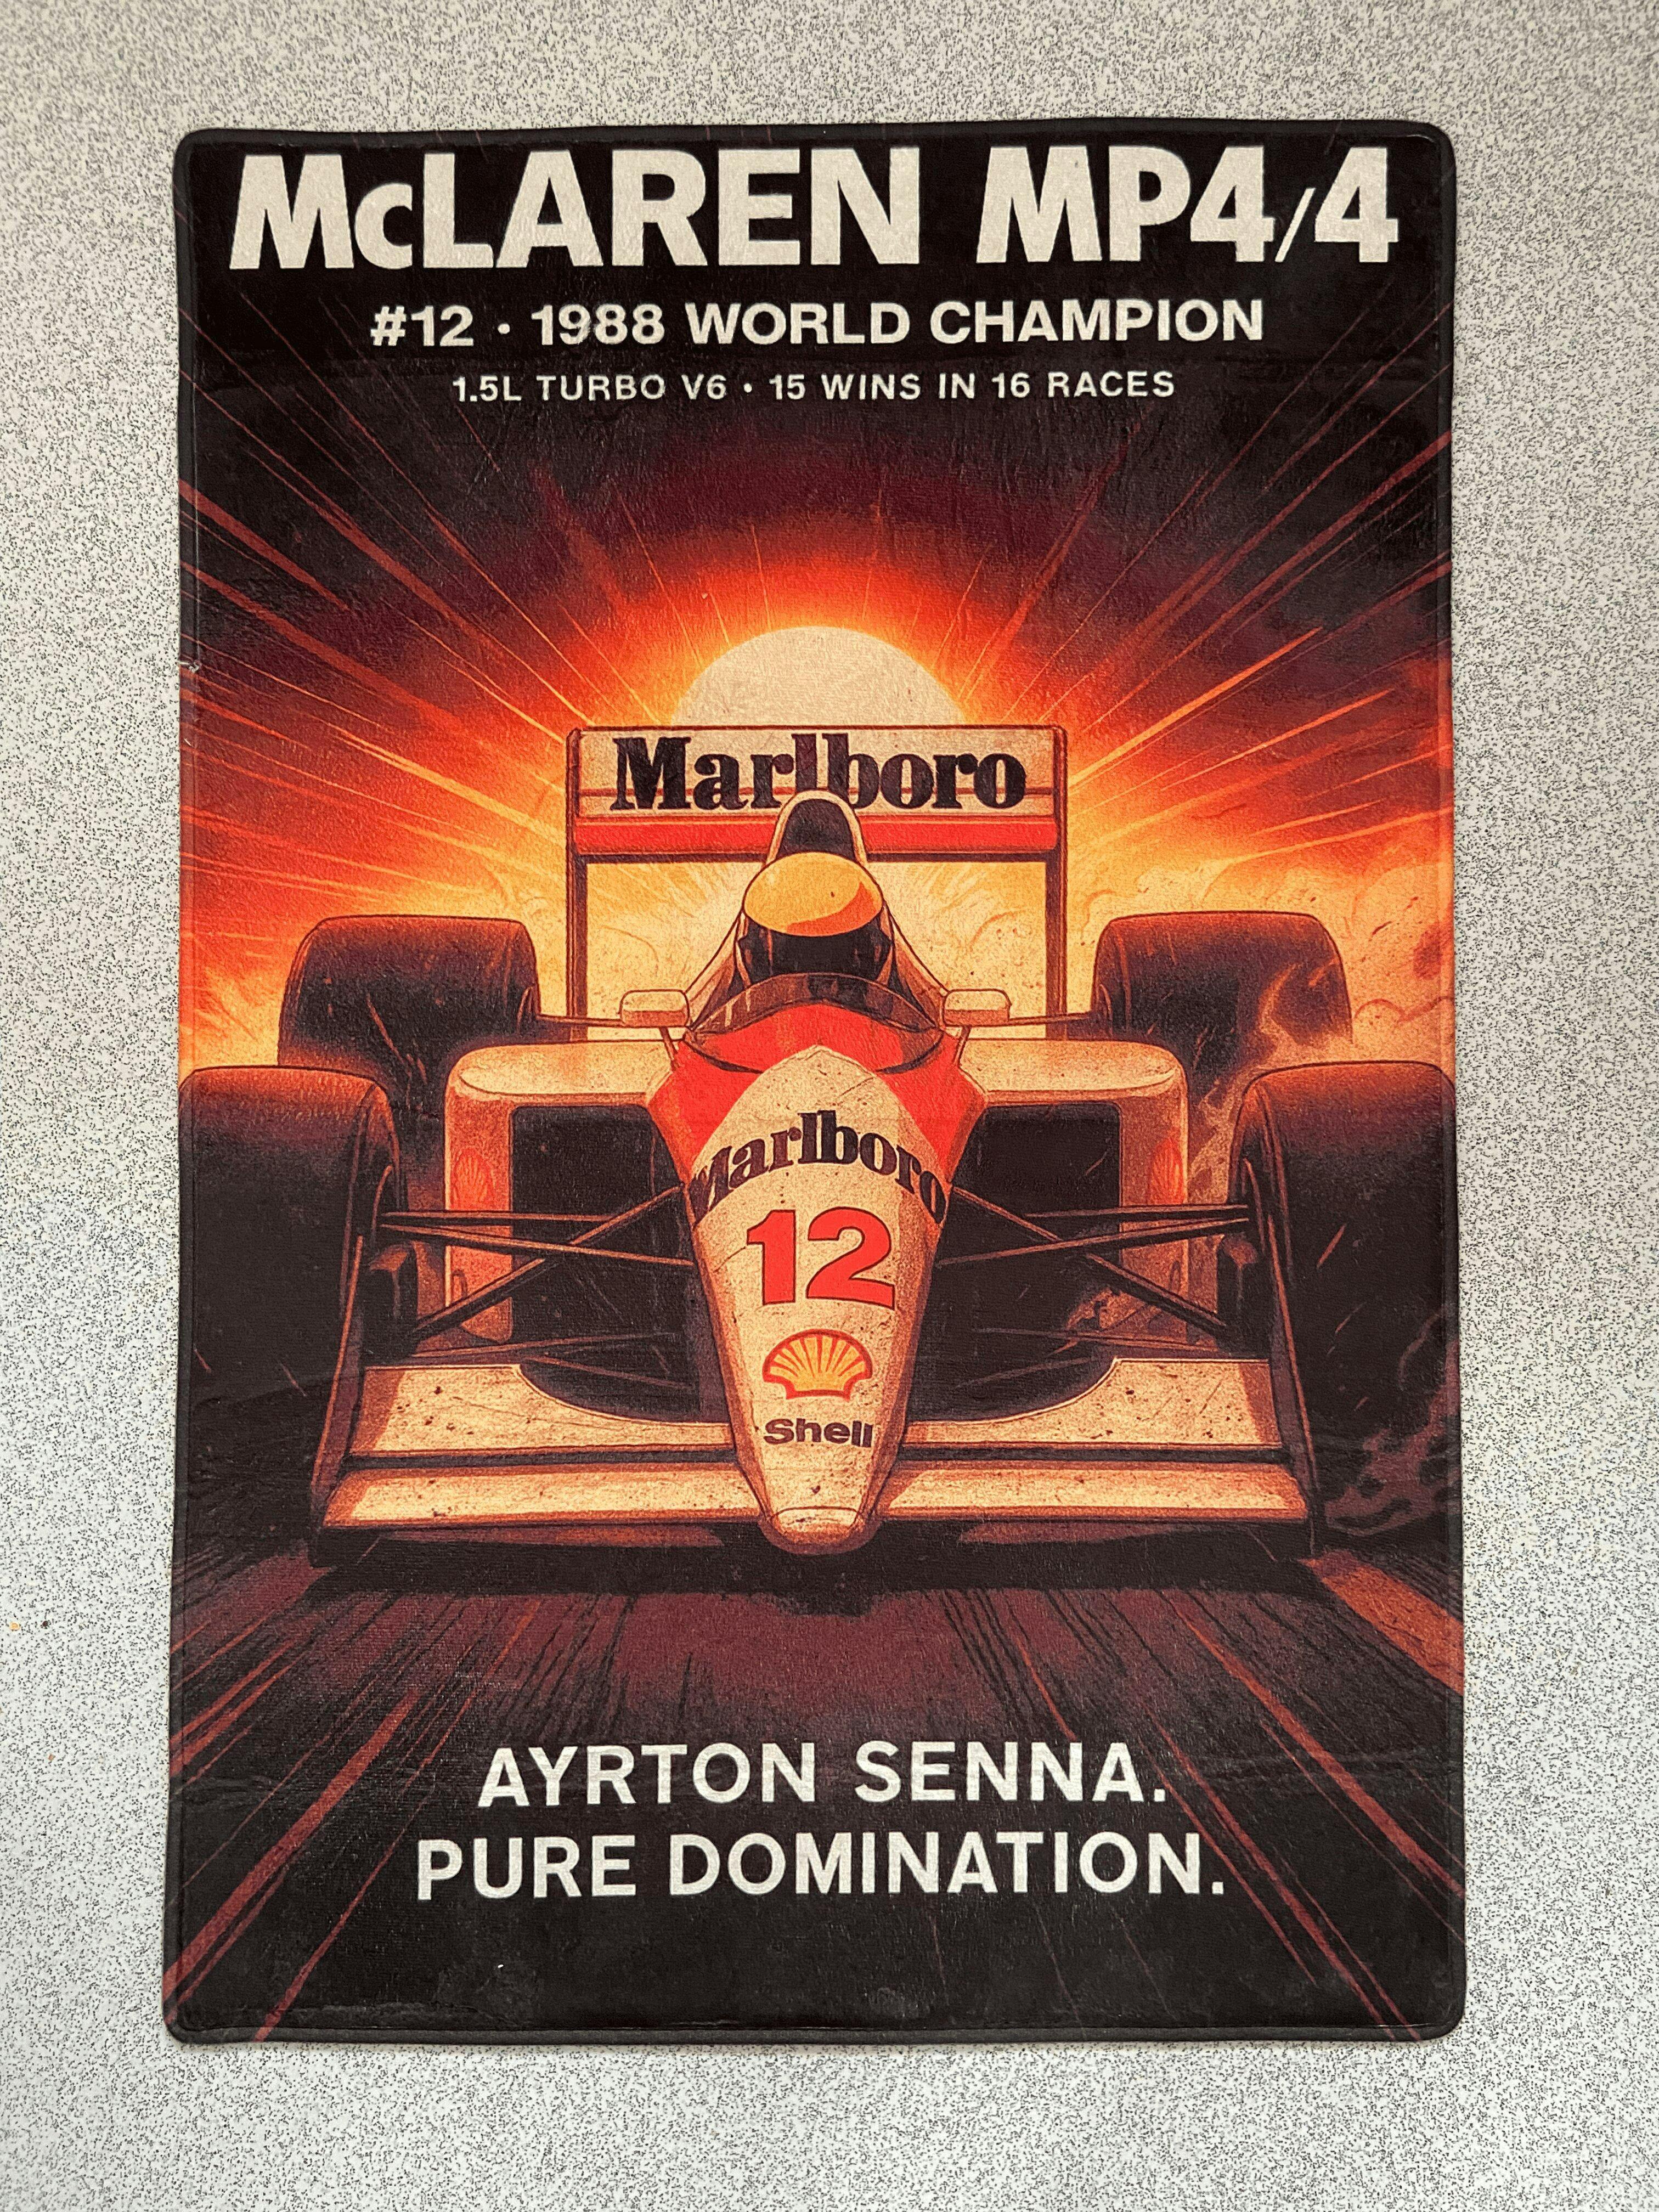 McLAREN MP4/4
#12 · 1988 WORLD CHAMPION
1.5L TURBO V6 · 15 WINS IN 16 RACES
Marlboro
Marlboro
12
Shell
AYRTON SENNA.
PURE DOMINATION.